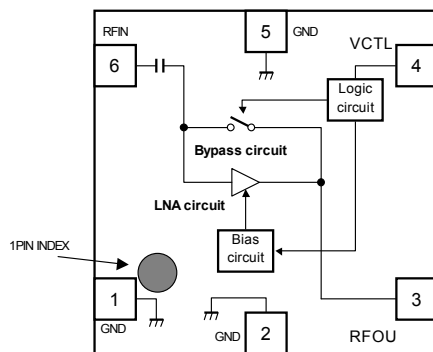 RFIN
6
5
GND
VCTL
4
Logic
circuit
Bypass circuit
LNA circuit
Bias
circuit
1PIN INDEX
1
GND
GND
2
3
RFOU